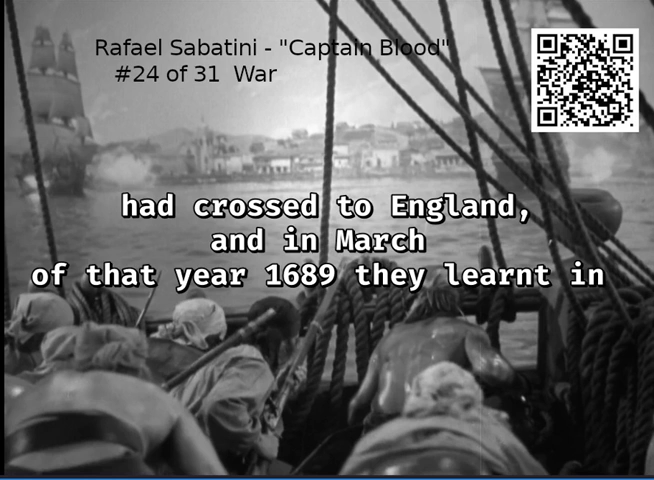 Rafael Sabatini - "Captain Blood"
#24 of 31 War
had crossed to England,
and in March
of that year 1689 they learnt in